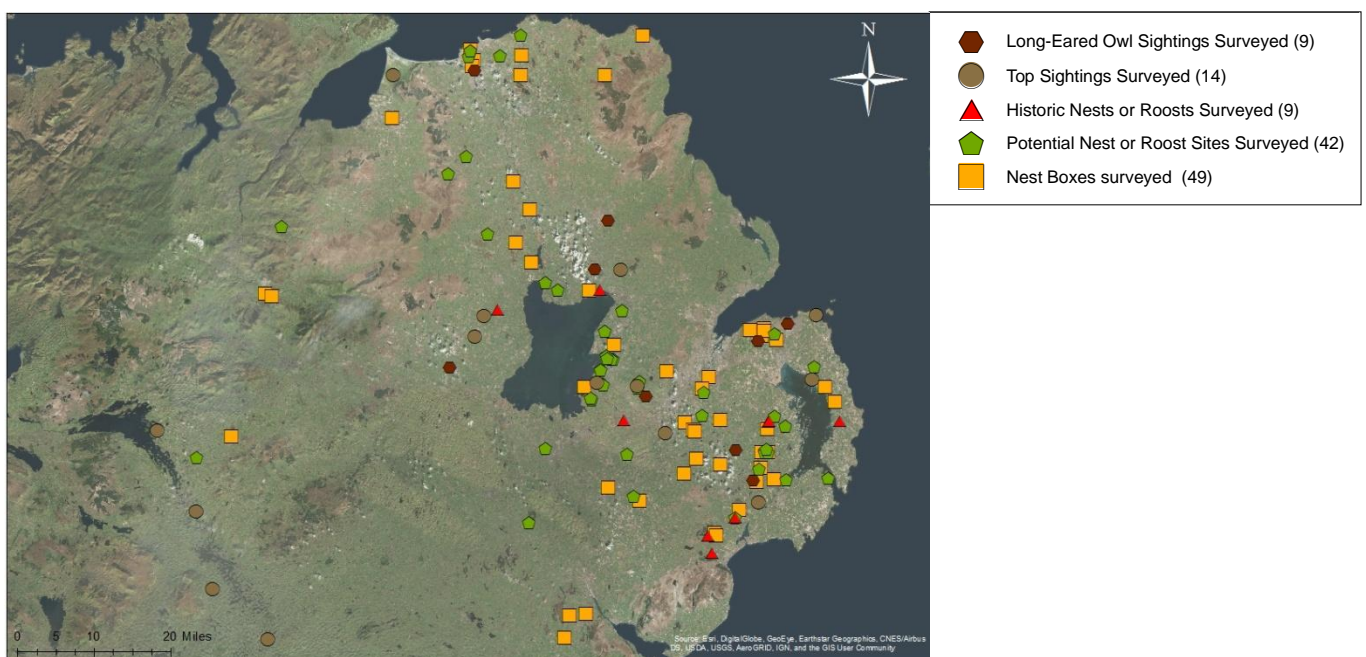 N
Long-Eared Owl Sightings Surveyed (9)
Top Sightings Surveyed (14)
Historic Nests or Roosts Surveyed (9)
Potential Nest or Roost Sites Surveyed (42)
Nest Boxes surveyed (49)
0 5 10 20 Miles
Source: Esri, DigitalGlobe, GeoEye, Earthstar Geographics, CNES/Airbus
DS, USDA, USGS, AeroGRID, IGN, and the GIS User Community